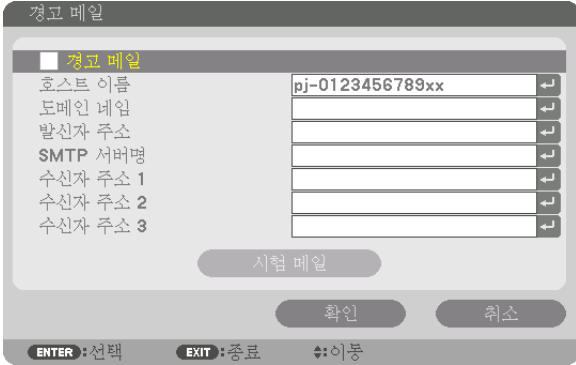 경고 메일
경고 메일
호스트 이름 pj-0123456789xx
도메인 네임
발신자 주소
SMTP 서버명
수신자 주소 1
수신자 주소 2
수신자 주소 3
시험 메일
확인 취소
ENTER :선택 EXIT :종료 :이동